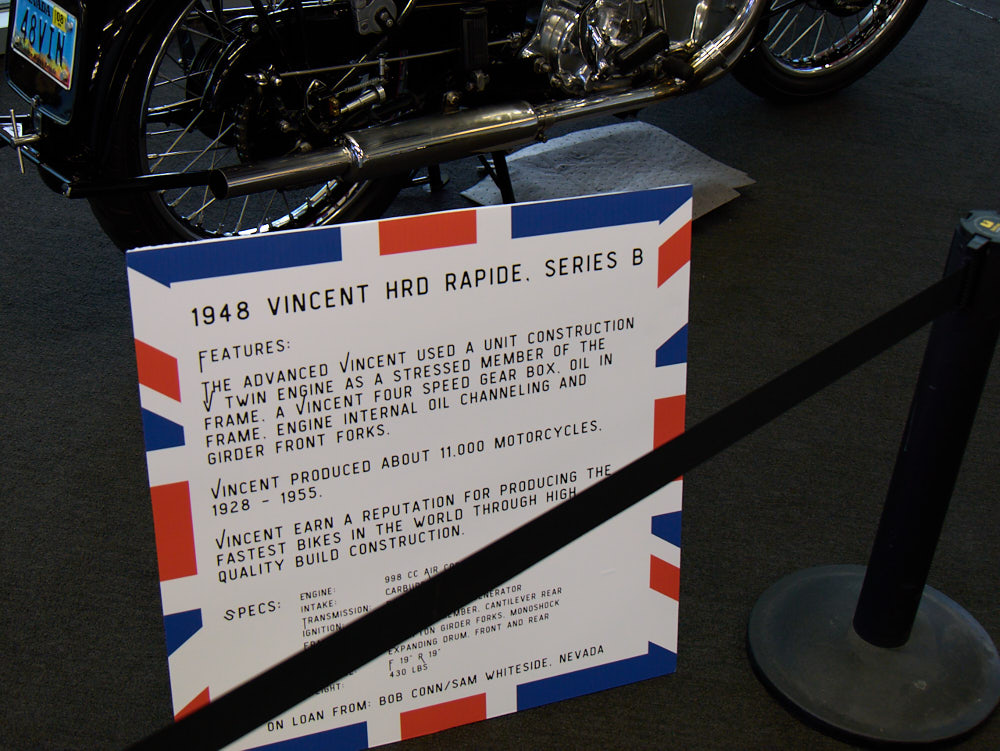 08
48VIN
1948 VINCENT HRD RAPIDE, SERIES B
FEATURES:
THE ADVANCED VINCENT USED A UNIT CONSTRUCTION
V TWIN ENGINE AS A STRESSED MEMBER OF THE
FRAME. A VINCENT FOUR SPEED GEAR BOX, OIL IN
FRAME, ENGINE INTERNAL OIL CHANNELING AND
GIRDER FRONT FORKS.
VINCENT PRODUCED ABOUT 11,000 MOTORCYCLES,
1928 - 1955.
VINCENT EARN A REPUTATION FOR PRODUCING THE
FASTEST BIKES IN THE WORLD THROUGH HIGH
QUALITY BUILD CONSTRUCTION.
SPECS:
ENGINE: 998 CC AIR
INTAKE:
TRANSMISSION:
IGNITION:
CANTILEVER REAR
GIRDER FORKS, MONOSHOCK
EXPANDING DRUM, FRONT AND REAR
F 19" R 19"
430 LBS
ON LOAN FROM: BOB CONN/SAM WHITESIDE, NEVADA